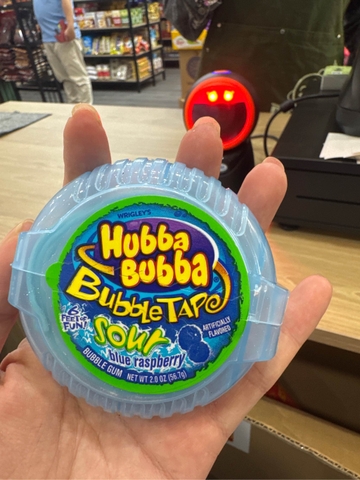 WRIGLEY'S
Hubba
Bubba
BUBBLE TAPE
6 FEET OF FUN!
SOUR
blue raspberry
ARTIFICIALLY FLAVORED
BUBBLE GUM NET WT 2.0 OZ (56.7g)